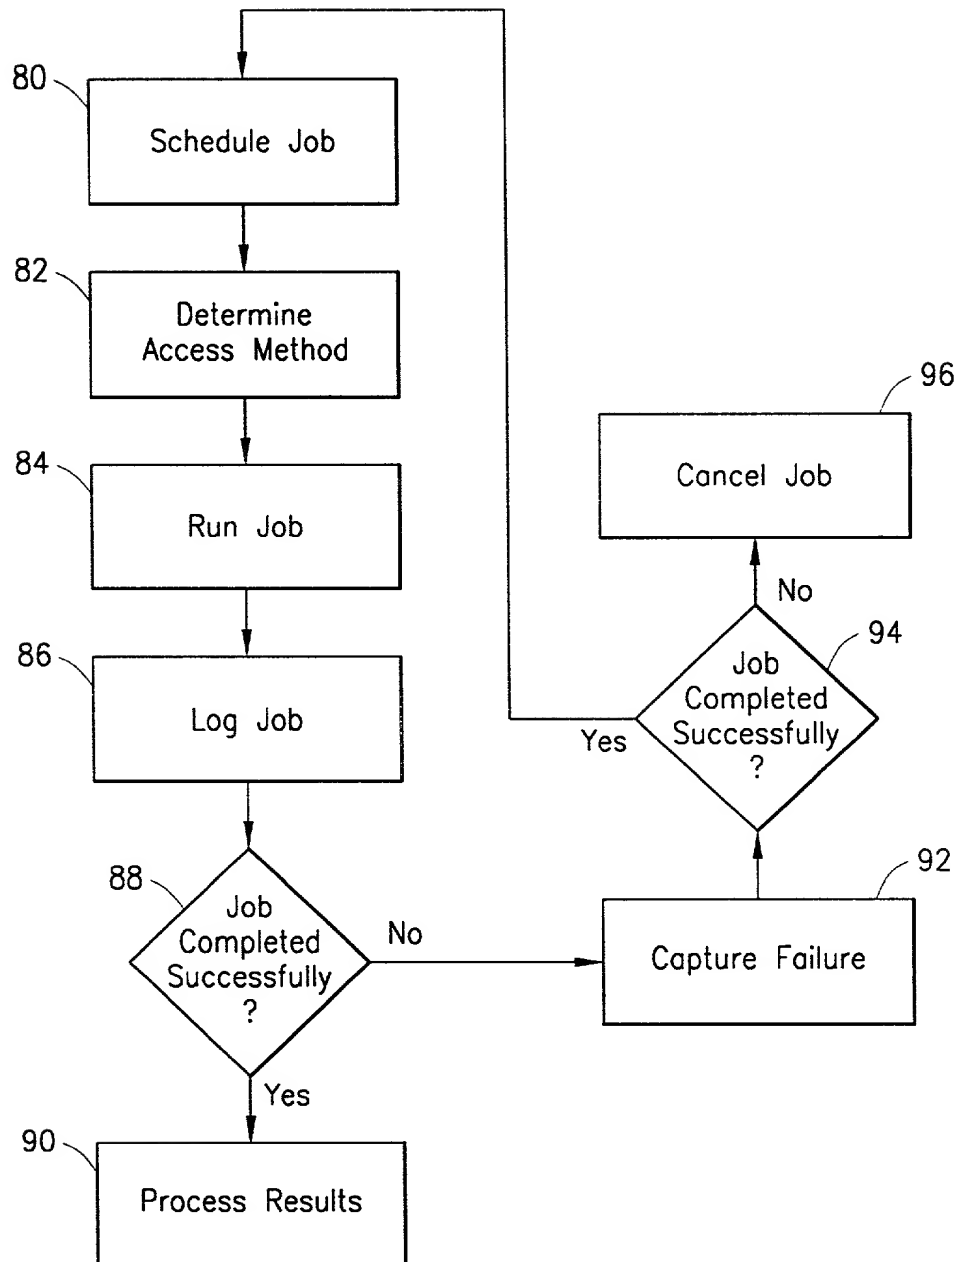 80
Schedule Job
82
Determine
Access Method
84
Run Job
86
Log Job
88
Job
Completed
Successfully
?
No
Yes
90
Process Results
92
Capture Failure
94
Job
Completed
Successfully
?
Yes
No
96
Cancel Job